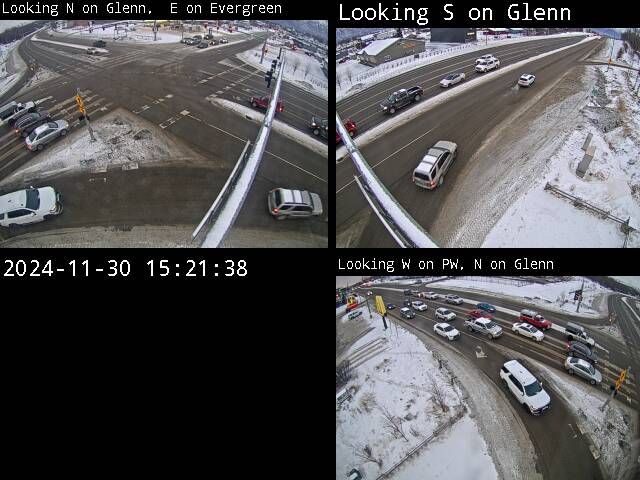 Looking N on Glenn, E on Evergreen
Looking S on Glenn
2024-11-30 15:21:38
Looking W on PW, N on Glenn